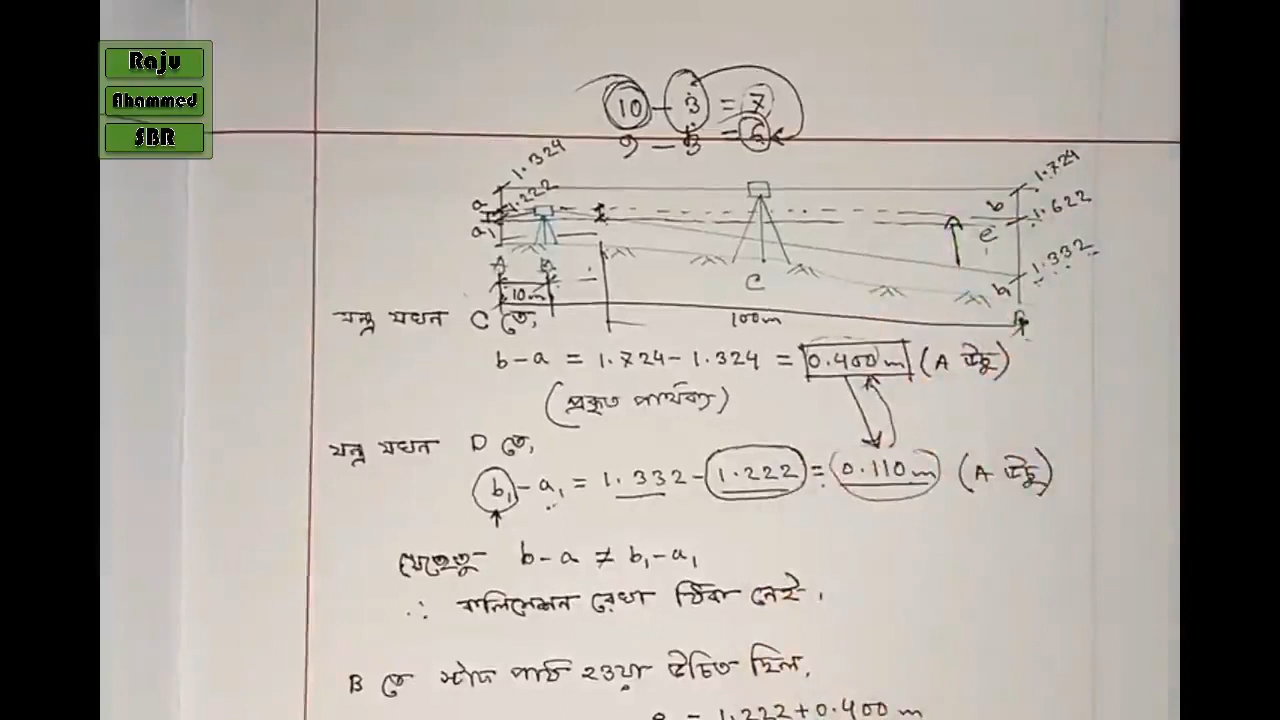 Raju
Ahammed
SBR
10 - 3 = 7
9 - 3 = 6
1.324
1.222
1.724
1.622
1.332
a
a₁
b
e
b₁
A
C
B
10m
100m
যন্ত্র যখন C তে,
b-a = 1.724 - 1.324 = 0.400 m (A উঁচু)
(প্রকৃত পার্থক্য)
যন্ত্র যখন D তে,
b₁ - a₁ = 1.332 - 1.222 = 0.110 m (A উঁচু)
যেহেতু b-a ≠ b₁-a₁
∴ কলিমেশন রেখা ঠিক নেই।
B তে স্টাফ পাঠ হওয়া উচিত ছিল,
e = 1.222+0.400 m